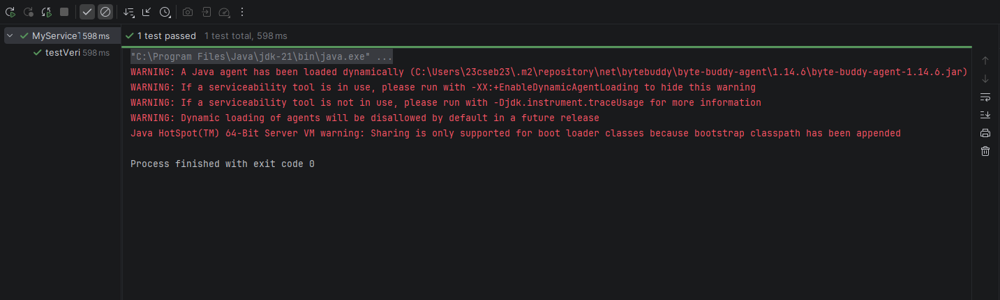 MyServiceT 598 ms
testVeri 598 ms
1 test passed 1 test total, 598 ms
"C:\Program Files\Java\jdk-21\bin\java.exe" ...
WARNING: A Java agent has been loaded dynamically (C:\Users\23cseb23\.m2\repository\net\bytebuddy\byte-buddy-agent\1.14.6\byte-buddy-agent-1.14.6.jar)
WARNING: If a serviceability tool is in use, please run with -XX:+EnableDynamicAgentLoading to hide this warning
WARNING: If a serviceability tool is not in use, please run with -Djdk.instrument.traceUsage for more information
WARNING: Dynamic loading of agents will be disallowed by default in a future release
Java HotSpot(TM) 64-Bit Server VM warning: Sharing is only supported for boot loader classes because bootstrap classpath has been appended
Process finished with exit code 0